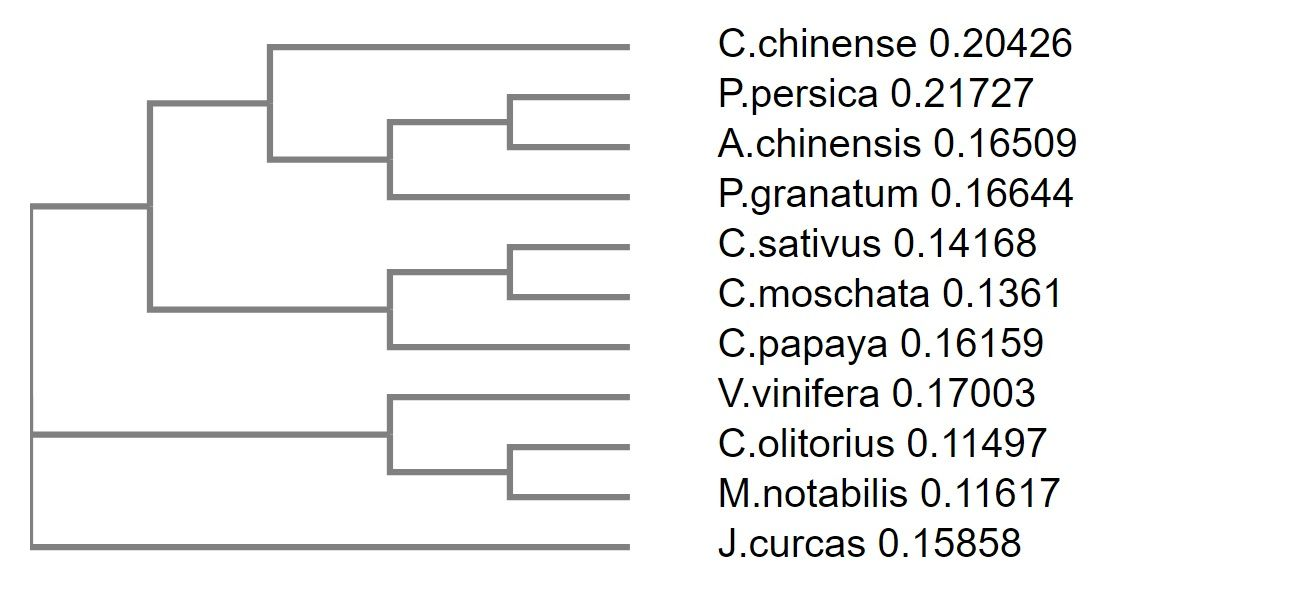 C.chinense 0.20426
P.persica 0.21727
A.chinensis 0.16509
P.granatum 0.16644
C.sativus 0.14168
C.moschata 0.1361
C.papaya 0.16159
V.vinifera 0.17003
C.olitorius 0.11497
M.notabilis 0.11617
J.curcas 0.15858